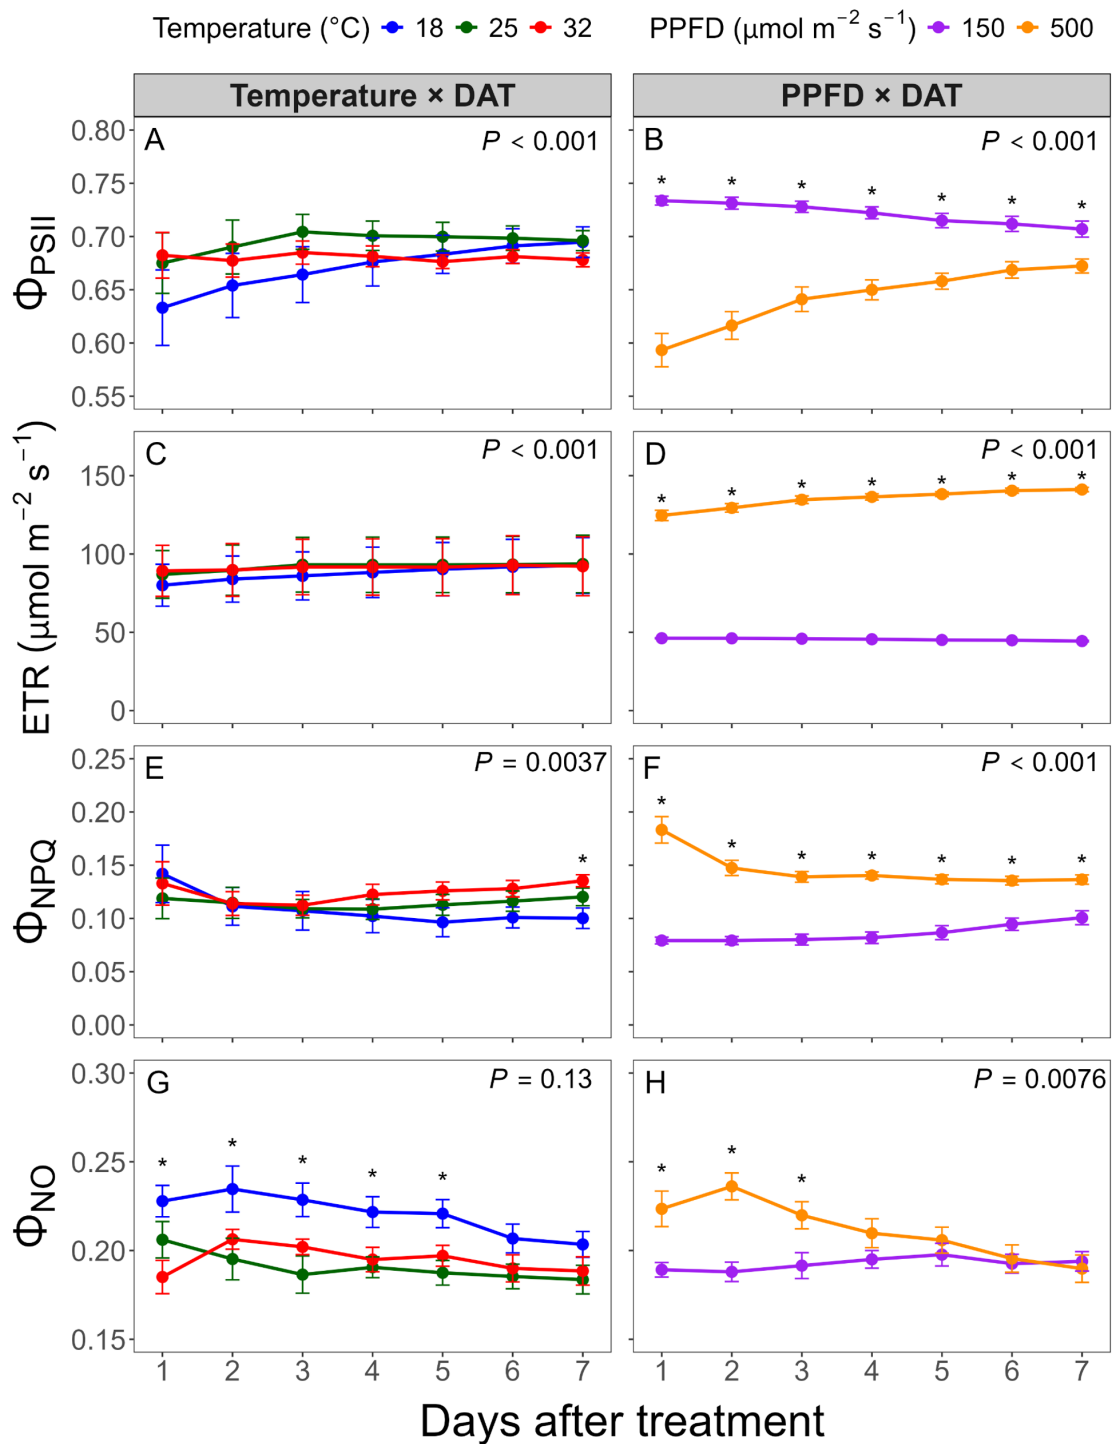 Temperature (°C) 18 25 32 PPFD (μmol m⁻² s⁻¹) 150 500
Temperature × DAT PPFD × DAT
A P < 0.001
B P < 0.001
0.80
0.75
0.70
0.65
0.60
0.55
Φ_PSII
* * * * * * *
C P < 0.001
D P < 0.001
150
100
50
0
ETR (μmol m⁻² s⁻¹)
* * * * * * *
E P = 0.0037
F P < 0.001
0.25
0.20
0.15
0.10
0.05
0.00
Φ_NPQ
*
* * * * * * *
G P = 0.13
H P = 0.0076
0.30
0.25
0.20
0.15
Φ_NO
* * * * *
* * *
1 2 3 4 5 6 7 1 2 3 4 5 6 7
Days after treatment